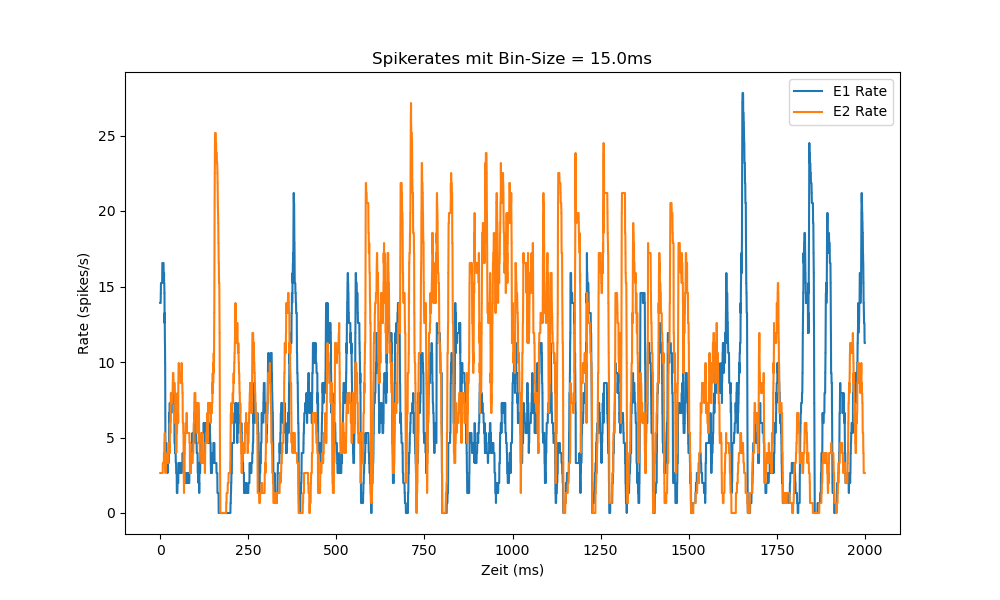 Spikerates mit Bin-Size = 15.0ms
E1 Rate
E2 Rate
Rate (spikes/s)
25
20
15
10
5
0
0 250 500 750 1000 1250 1500 1750 2000
Zeit (ms)